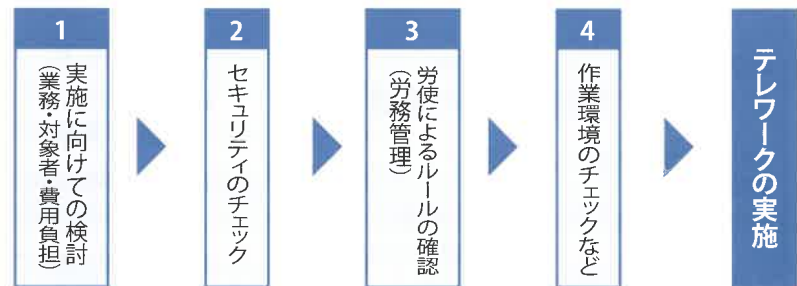 1
実施に向けての検討
（業務・対象者・費用負担）
2
セキュリティのチェック
3
労使によるルールの確認
（労務管理）
4
作業環境のチェックなど
テレワークの実施